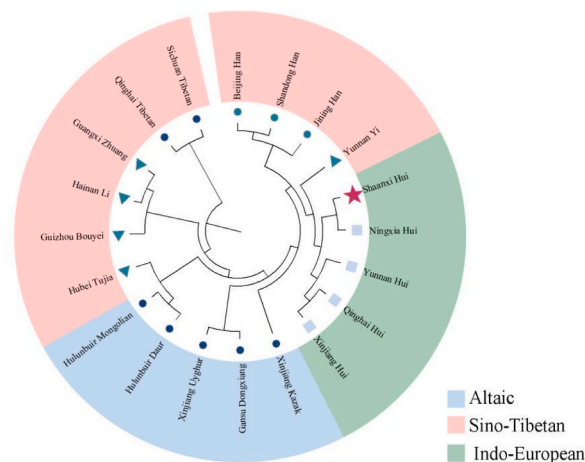 Beijing Han
Shandong Han
Jining Han
Yunnan Yi
Shaanxi Hui
Ningxia Hui
Yunnan Hui
Qinghai Hui
Xinjiang Hui
Xinjiang Kazak
Gansu Dongxiang
Xinjiang Uyghur
Hulunbuir Daur
Hulunbuir Mongolian
Hubei Tujia
Guizhou Bouyei
Hainan Li
Guangxi Zhuang
Qinghai Tibetan
Sichuan Tibetan
Altaic
Sino-Tibetan
Indo-European